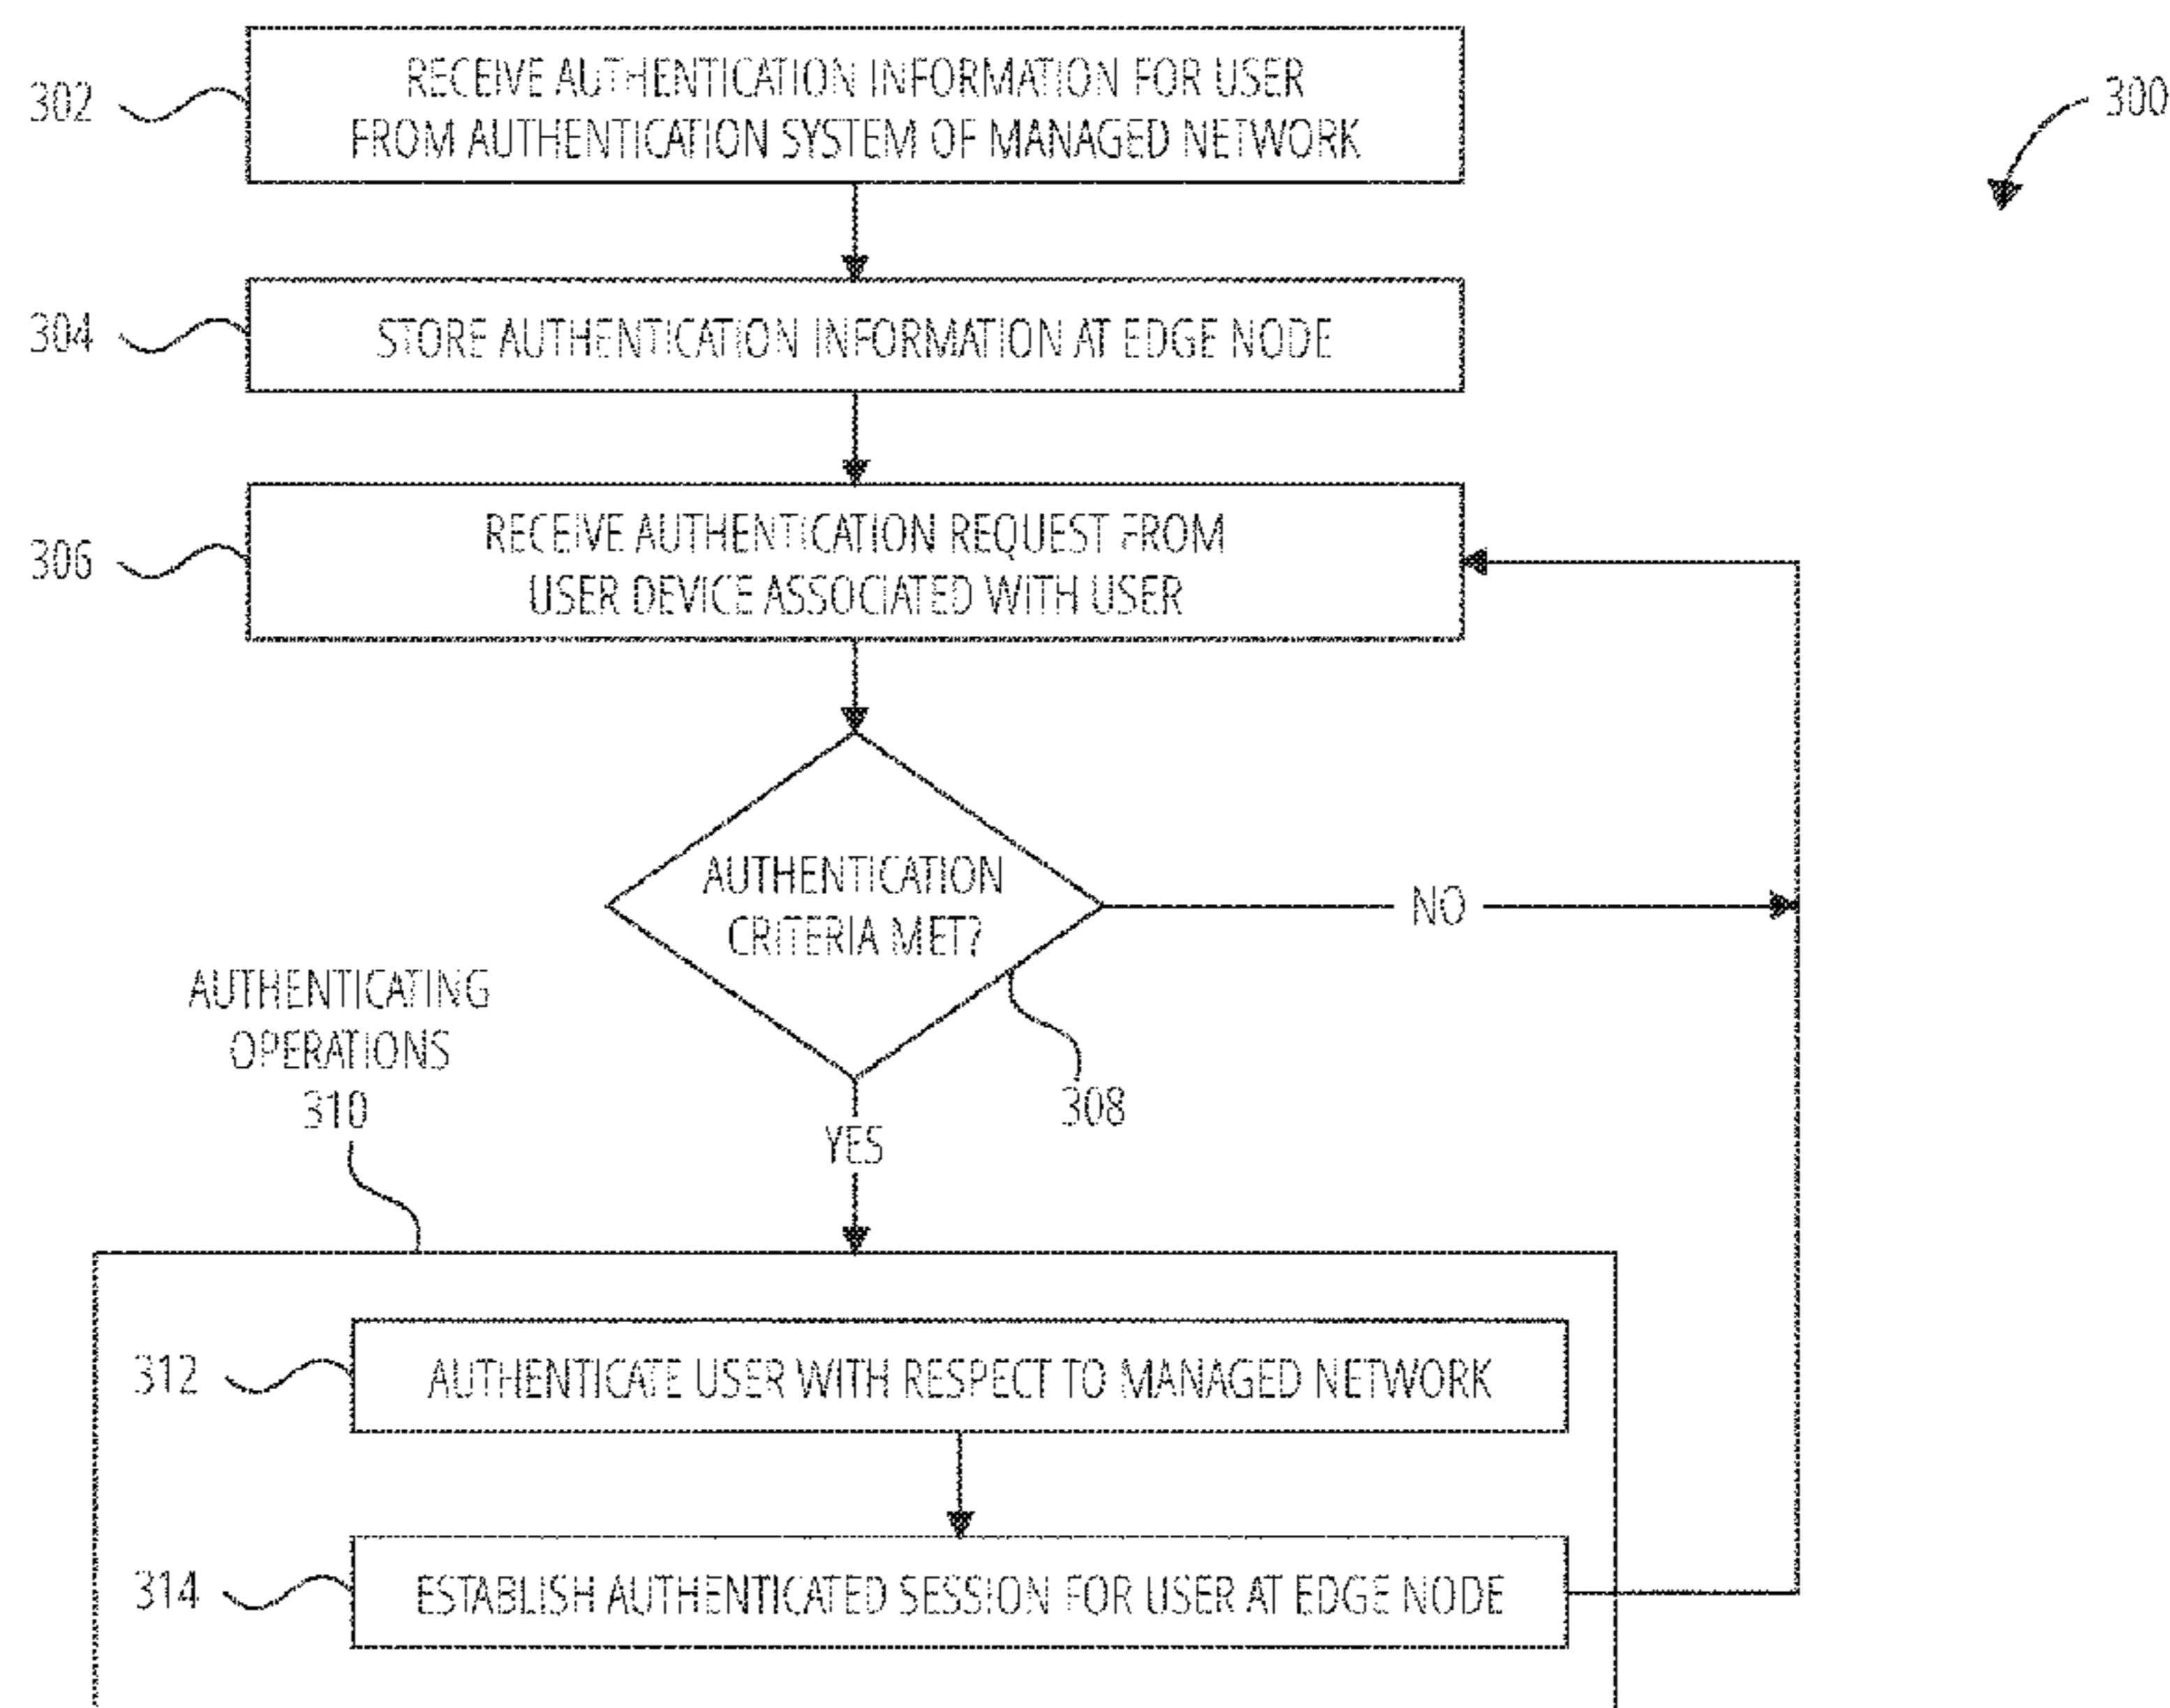 300
302
RECEIVE AUTHENTICATION INFORMATION FOR USER
FROM AUTHENTICATION SYSTEM OF MANAGED NETWORK
304
STORE AUTHENTICATION INFORMATION AT EDGE NODE
306
RECEIVE AUTHENTICATION REQUEST FROM
USER DEVICE ASSOCIATED WITH USER
AUTHENTICATION
CRITERIA MET?
NO
308
YES
AUTHENTICATING
OPERATIONS
310
312
AUTHENTICATE USER WITH RESPECT TO MANAGED NETWORK
314
ESTABLISH AUTHENTICATED SESSION FOR USER AT EDGE NODE